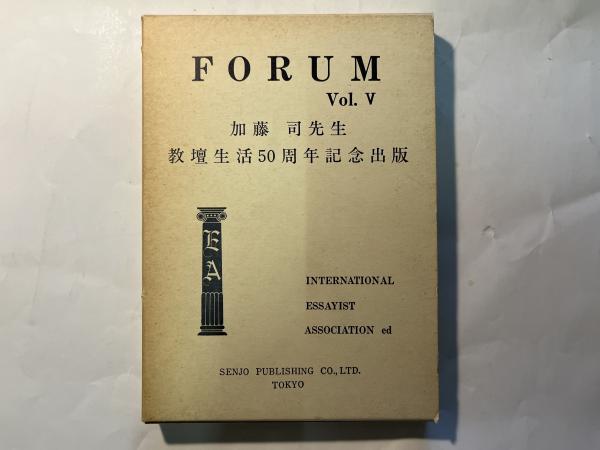 FORUM
Vol. V
加藤 司先生
教壇生活50周年記念出版
E
A
INTERNATIONAL
ESSAYIST
ASSOCIATION ed
SENJO PUBLISHING CO., LTD.
TOKYO